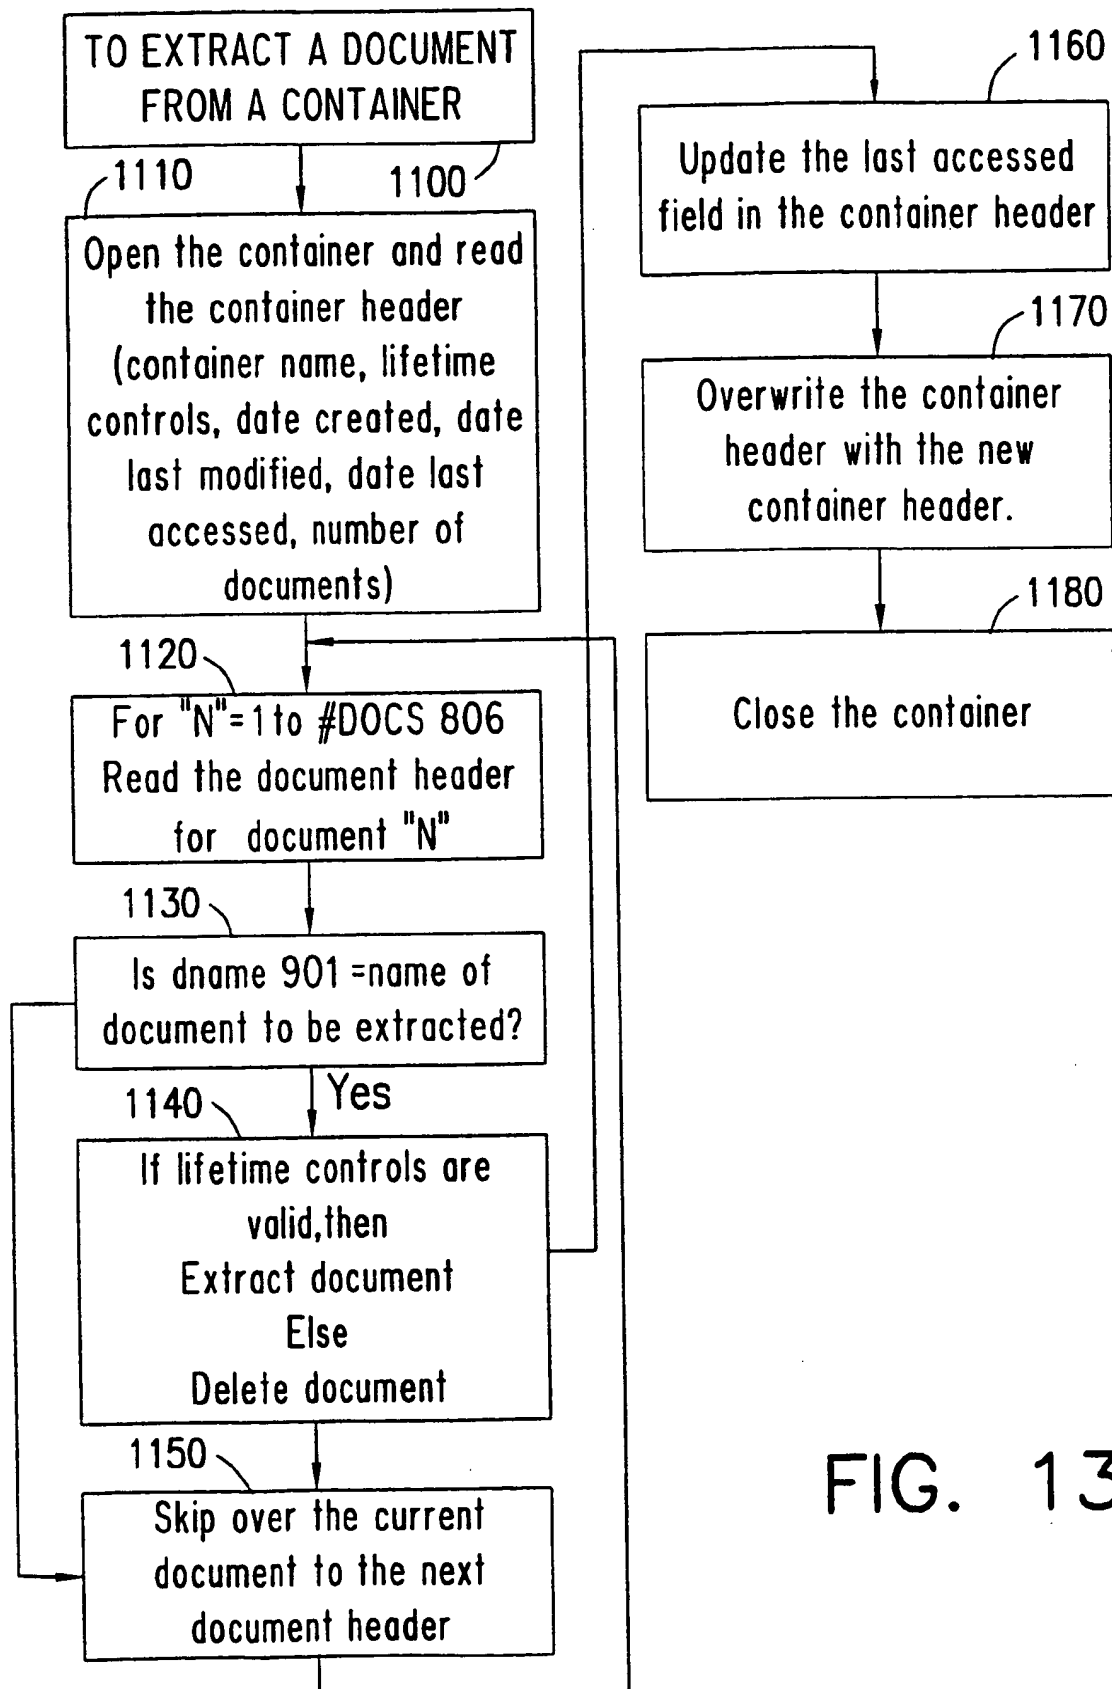 TO EXTRACT A DOCUMENT
FROM A CONTAINER
1110
1100
Open the container and read
the container header
(container name, lifetime
controls, date created, date
last modified, date last
accessed, number of
documents)
1120
For "N"=1 to #DOCS 806
Read the document header
for document "N"
1130
Is dname 901 =name of
document to be extracted?
Yes
1140
If lifetime controls are
valid,then
Extract document
Else
Delete document
1150
Skip over the current
document to the next
document header
1160
Update the last accessed
field in the container header
1170
Overwrite the container
header with the new
container header.
1180
Close the container
FIG. 13